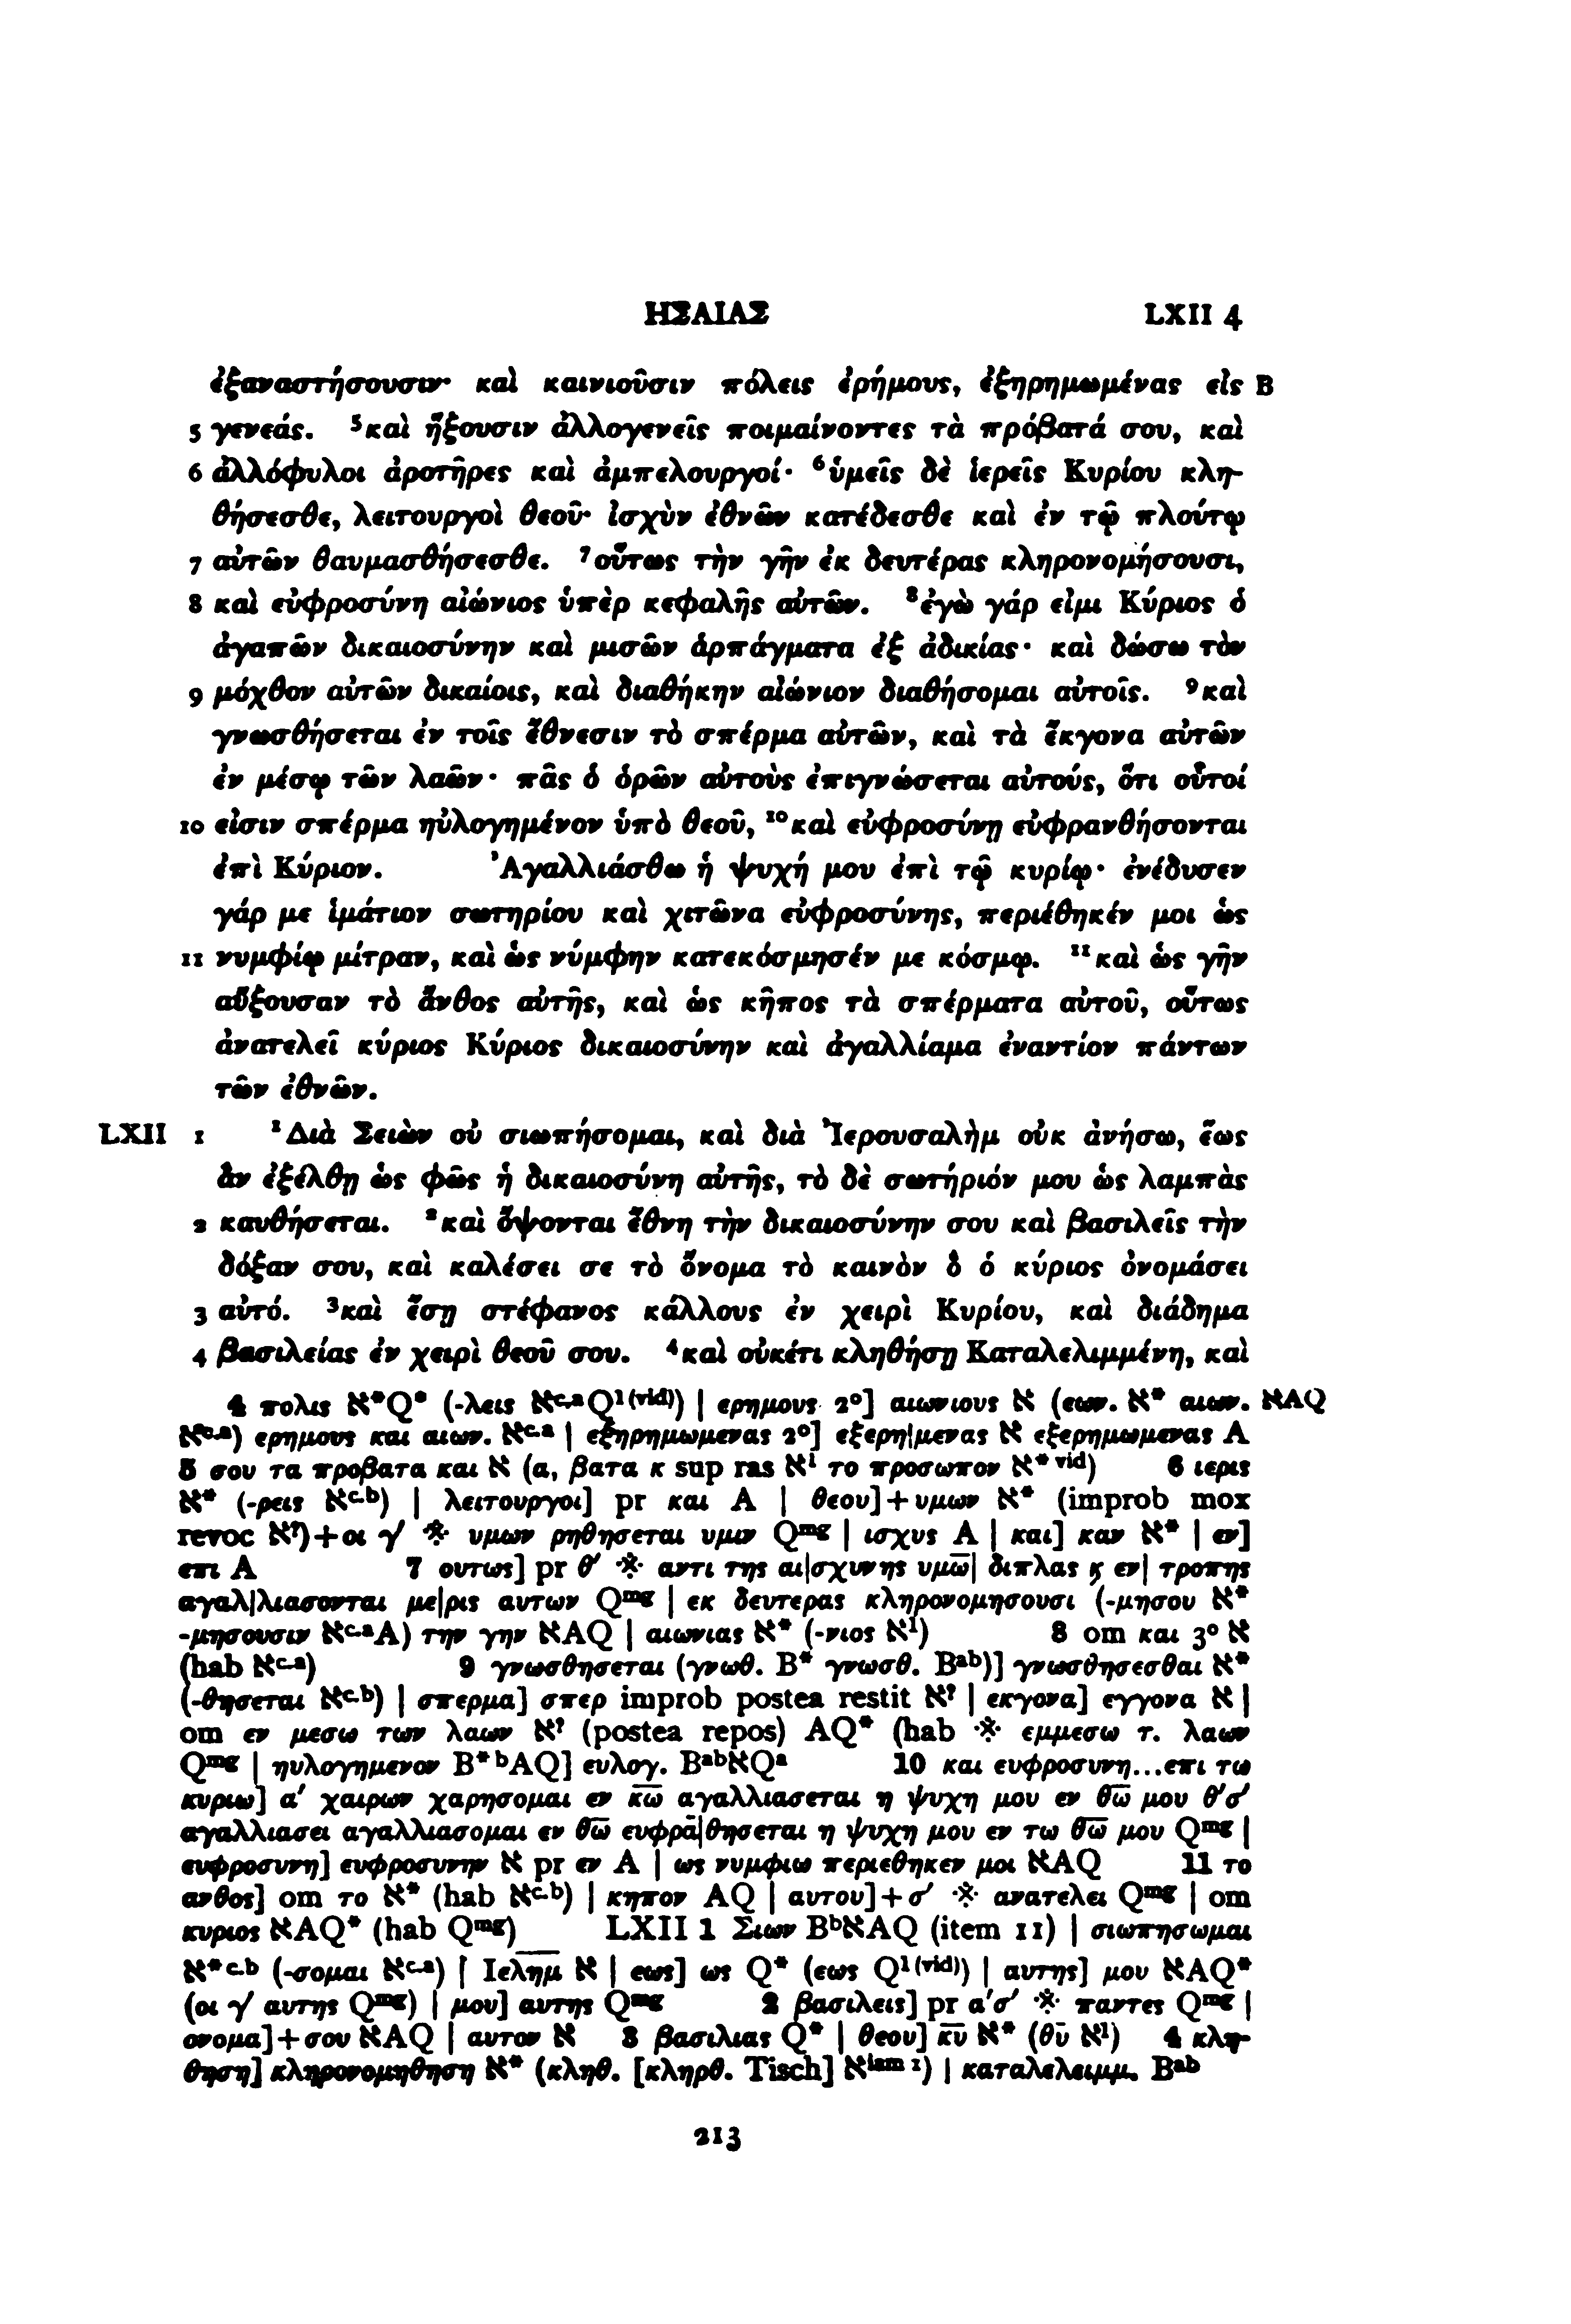 ΗΣΑΙΑΣ LXII 4
ἐξαναστήσουσιν· καὶ καινιοῦσιν πόλεις ἐρήμους, ἐξηρημωμένας εἰς B
5 γενεάς. ⁵καὶ ἥξουσιν ἀλλογενεῖς ποιμαίνοντες τὰ πρόβατά σου, καὶ
6 ἀλλόφυλοι ἀροτῆρες καὶ ἀμπελουργοί· ⁶ὑμεῖς δὲ ἱερεῖς Κυρίου κλη-
θήσεσθε, λειτουργοὶ θεοῦ· ἰσχὺν ἐθνῶν κατέδεσθε καὶ ἐν τῷ πλούτῳ
7 αὐτῶν θαυμασθήσεσθε. ⁷οὕτως τὴν γῆν ἐκ δευτέρας κληρονομήσουσι,
8 καὶ εὐφροσύνη αἰώνιος ὑπὲρ κεφαλῆς αὐτῶν. ⁸ἐγὼ γάρ εἰμι Κύριος ὁ
ἀγαπῶν δικαιοσύνην καὶ μισῶν ἁρπάγματα ἐξ ἀδικίας· καὶ δώσω τὸν
9 μόχθον αὐτῶν δικαίοις, καὶ διαθήκην αἰώνιον διαθήσομαι αὐτοῖς. ⁹καὶ
γνωσθήσεται ἐν τοῖς ἔθνεσιν τὸ σπέρμα αὐτῶν, καὶ τὰ ἔκγονα αὐτῶν
ἐν μέσῳ τῶν λαῶν· πᾶς ὁ ὁρῶν αὐτοὺς ἐπιγνώσεται αὐτούς, ὅτι οὗτοί
10 εἰσιν σπέρμα ηὐλογημένον ὑπὸ θεοῦ, ¹⁰καὶ εὐφροσύνῃ εὐφρανθήσονται
ἐπὶ Κύριον. Ἀγαλλιάσθω ἡ ψυχή μου ἐπὶ τῷ κυρίῳ· ἐνέδυσεν
γάρ με ἱμάτιον σωτηρίου καὶ χιτῶνα εὐφροσύνης, περιέθηκέν μοι ὡς
11 νυμφίῳ μίτραν, καὶ ὡς νύμφην κατεκόσμησέν με κόσμῳ. ¹¹καὶ ὡς γῆν
αὔξουσαν τὸ ἄνθος αὐτῆς, καὶ ὡς κῆπος τὰ σπέρματα αὐτοῦ, οὕτως
ἀνατελεῖ κύριος Κύριος δικαιοσύνην καὶ ἀγαλλίαμα ἐναντίον πάντων
τῶν ἐθνῶν.
LXII 1 ¹Διὰ Σειὼν οὐ σιωπήσομαι, καὶ διὰ Ἰερουσαλὴμ οὐκ ἀνήσω, ἕως
ἂν ἐξέλθῃ ὡς φῶς ἡ δικαιοσύνη αὐτῆς, τὸ δὲ σωτήριόν μου ὡς λαμπὰς
2 καυθήσεται. ²καὶ ὄψονται ἔθνη τὴν δικαιοσύνην σου καὶ βασιλεῖς τὴν
δόξαν σου, καὶ καλέσει σε τὸ ὄνομα τὸ καινὸν ὃ ὁ κύριος ὀνομάσει
3 αὐτό. ³καὶ ἔσῃ στέφανος κάλλους ἐν χειρὶ Κυρίου, καὶ διάδημα
4 βασιλείας ἐν χειρὶ θεοῦ σου. ⁴καὶ οὐκέτι κληθήσῃ Καταλελιμμένη, καὶ
4 πολις ℵ*Q* (-λεις ℵc.aQ1(vid)) | ερημους 2°] αιωνιους ℵ (εων. ℵ* αιων. ℵAQ
ℵc.a) ερημους και αιων. ℵc.a | εξηρημωμενας 2°] εξερη|μενας ℵ εξερημωμενας A
5 σου τα προβατα και ℵ (α, βατα κ sup ras ℵ1 το προσωπον ℵ* vid) 6 ιερις
ℵ* (-ρεις ℵc.b) | λειτουργοι] pr και A | θεου]+υμων ℵ* (improb mox
revoc ℵ?)+οι γ′ ※ υμων ρηθησεται υμιν Qmg | ισχυς A | και] καν ℵ* | εν]
επι A 7 ουτως] pr θ′ ※ αντι της αι|σχυνης υμω̄| διπλας ϗ εν| τροπης
αγαλ|λιασονται με|ρις αυτων Qmg | εκ δευτερας κληρονομησουσι (-μησου ℵ*
-μησουσιν ℵc.aA) την γην ℵAQ | αιωνιας ℵ* (-νιος ℵ1) 8 om και 3° ℵ
(hab ℵc.a) 9 γνωσθησεται (γνωθ. B* γνωσθ. Bab)] γνωσθησεσθαι ℵ*
(-θησεται ℵc.b) | σπερμα] σπερ improb postea restit ℵ? | εκγονα] εγγονα ℵ |
om εν μεσω των λαων ℵ? (postea repos) AQ* (hab ※ εμμεσω τ. λαων
Qmg | ηυλογημενον B*bAQ] ευλογ. BabℵQa 10 και ευφροσυνη...επι τω
κυριω] α′ χαιρων χαρησομαι εν κ̄ω̄ αγαλλιασεται η ψυχη μου εν θ̄ω̄ μου θ′σ′
αγαλλιασει αγαλλιασομαι εν θ̄ω̄ ευφρᾱ|θησεται η ψυχη μου εν τω θ̄ω̄ μου Qmg |
ευφροσυνη] ευφροσυνην ℵ pr εν A | ως νυμφιω περιεθηκεν μοι ℵAQ 11 το
ανθος] om το ℵ* (hab ℵc.b) | κηπον AQ | αυτου]+σ′ ※ ανατελει Qmg | om
κυριος ℵAQ* (hab Qmg) LXII 1 Σιων BbℵAQ (item 11) | σιωπησωμαι
ℵ*c.b (-σομαι ℵc.a) | Ιελημ ℵ | εως] ως Q* (εως Q1(vid)) | αυτης] μου ℵAQ*
(οι γ′ αυτης Qmg) | μου] αυτης Qmg 2 βασιλεις] pr α′σ′ ※ παντες Qmg |
ονομα]+σου ℵAQ | αυτον ℵ 3 βασιλιας Q* | θεου] κ̄ῡ ℵ* (θ̄ῡ ℵ1) 4 κλη-
θηση] κληρονομηθηση ℵ* (κληθ. [κληρθ. Tisch] ℵiam 1) | καταλελειμμ. Bab
213